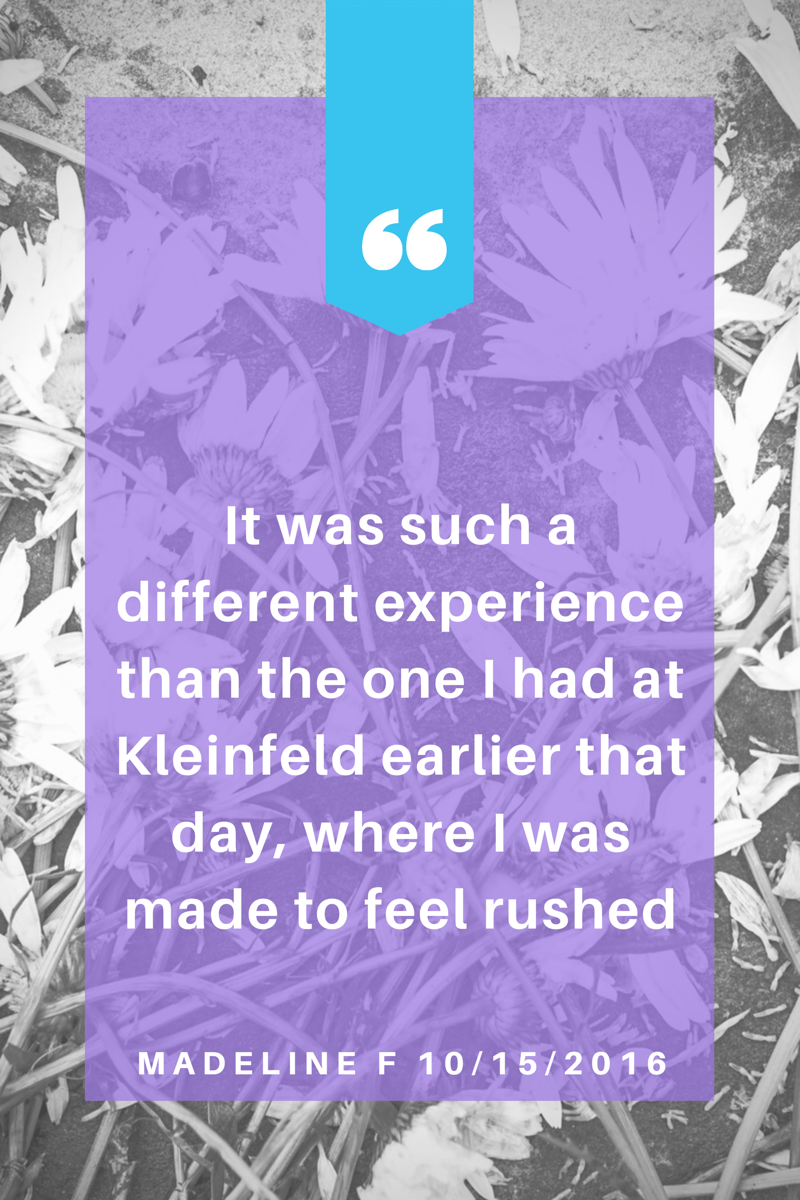 “
It was such a
different experience
than the one I had at
Kleinfeld earlier that
day, where I was
made to feel rushed
MADELINE F 10/15/2016